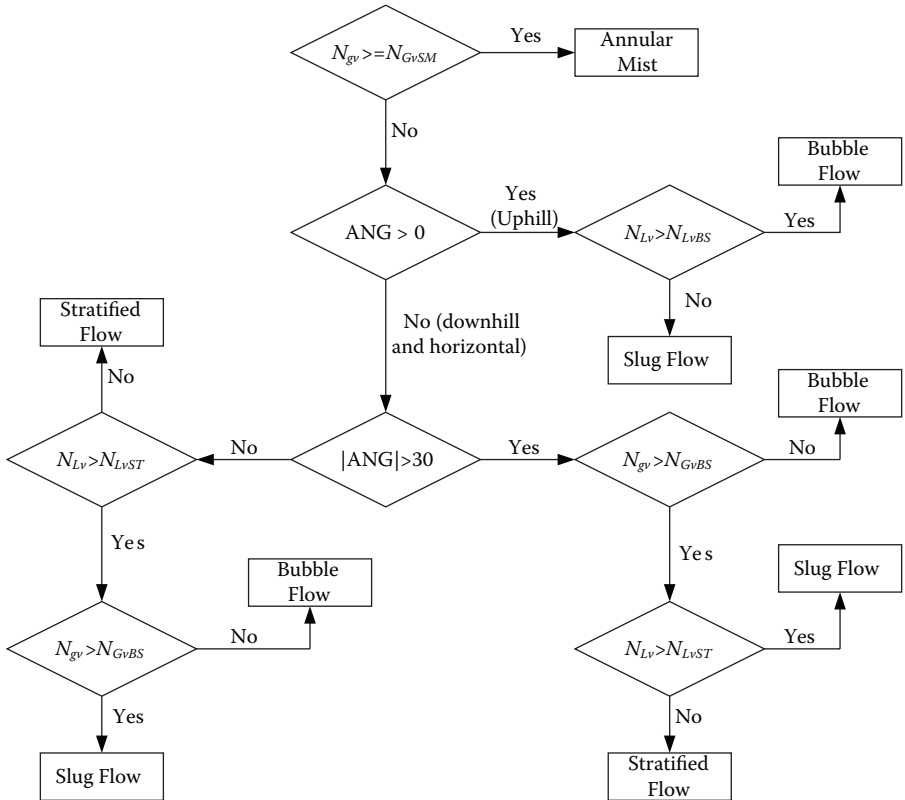 Yes
N_gv>=N_GvSM
Annular
Mist
No
Bubble
Flow
Yes
(Uphill)
ANG > 0
N_Lv>N_LvBS
Yes
No
Stratified
Flow
No (downhill
and horizontal)
Slug Flow
No
Bubble
Flow
N_Lv>N_LvST
No
|ANG|>30
Yes
N_gv>N_GvBS
No
Yes
Yes
Bubble
Flow
Slug Flow
N_gv>N_GvBS
No
N_Lv>N_LvST
Yes
Yes
No
Slug Flow
Stratified
Flow